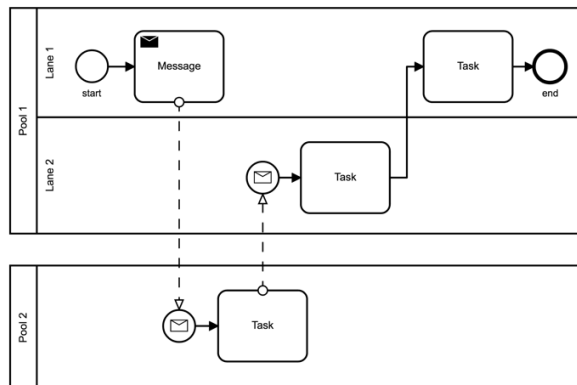 Pool 1
Lane 1
start
Message
Task
end
Lane 2
Task
Pool 2
Task